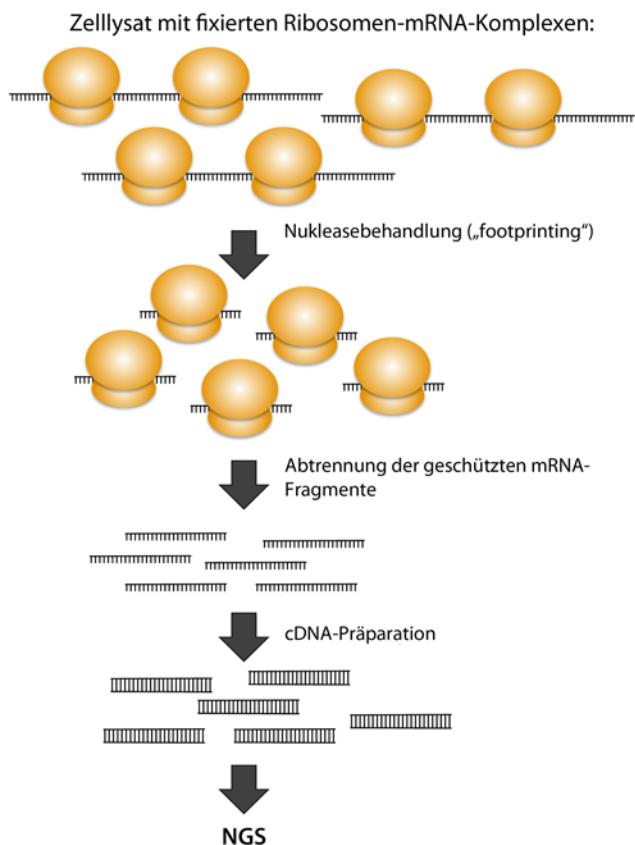 Zelllysat mit fixierten Ribosomen-mRNA-Komplexen:
Nukleasebehandlung („footprinting“)
Abtrennung der geschützten mRNA-
Fragmente
cDNA-Präparation
NGS